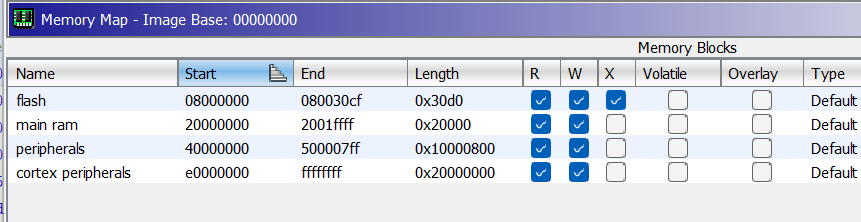 Memory Map - Image Base: 00000000
Memory Blocks
Name Start End Length R W X Volatile Overlay Type
flash 08000000 080030cf 0x30d0 Default
main ram 20000000 2001ffff 0x20000 Default
peripherals 40000000 500007ff 0x10000800 Default
cortex peripherals e0000000 ffffffff 0x20000000 Default